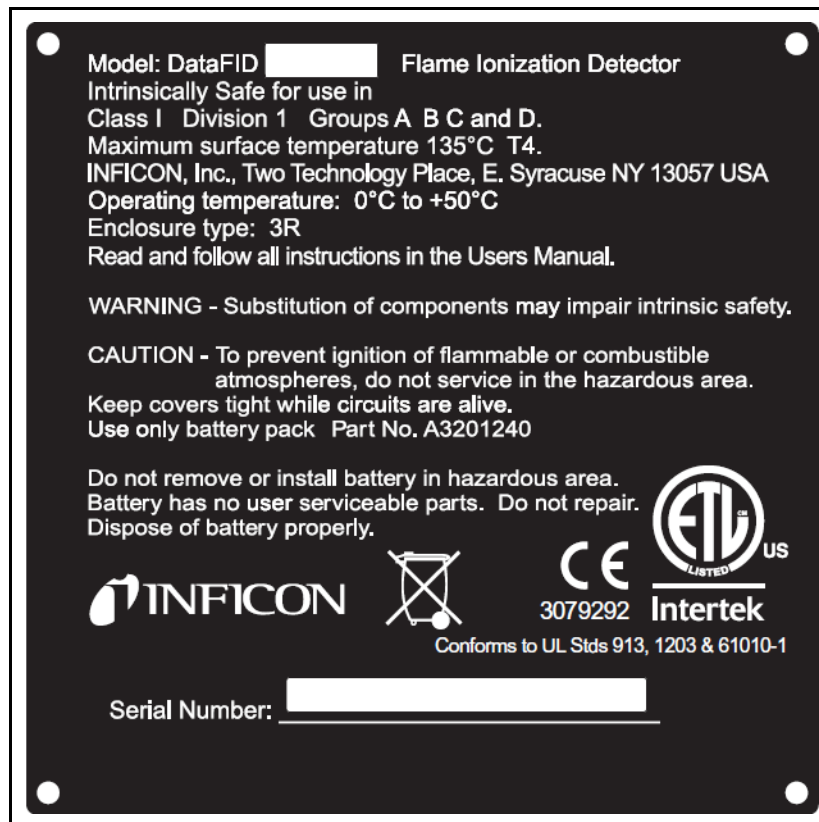 Model: DataFID Flame Ionization Detector
Intrinsically Safe for use in
Class I Division 1 Groups A B C and D.
Maximum surface temperature 135°C T4.
INFICON, Inc., Two Technology Place, E. Syracuse NY 13057 USA
Operating temperature: 0°C to +50°C
Enclosure type: 3R
Read and follow all instructions in the Users Manual.
WARNING - Substitution of components may impair intrinsic safety.
CAUTION - To prevent ignition of flammable or combustible
atmospheres, do not service in the hazardous area.
Keep covers tight while circuits are alive.
Use only battery pack Part No. A3201240
Do not remove or install battery in hazardous area.
Battery has no user serviceable parts. Do not repair.
Dispose of battery properly.
ETL CM
LISTED
US
INFICON
CE
3079292
Intertek
Conforms to UL Stds 913, 1203 & 61010-1
Serial Number: